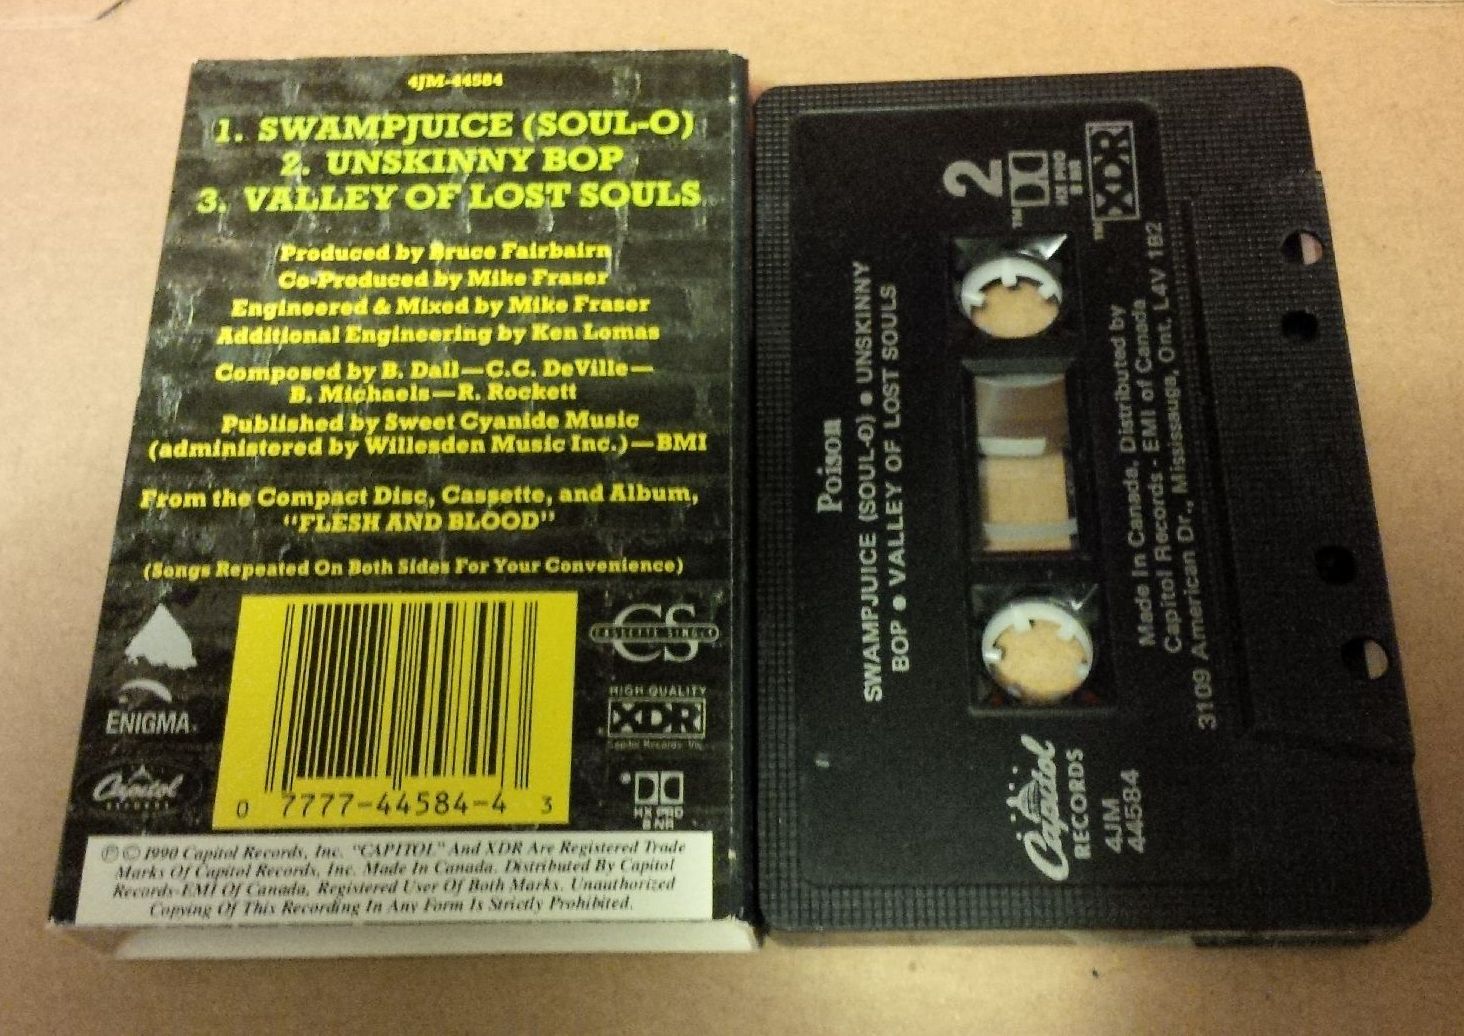 4JM-44584
1. SWAMPJUICE (SOUL-O)
2. UNSKINNY BOP
3. VALLEY OF LOST SOULS
Produced by Bruce Fairbairn
Co-Produced by Mike Fraser
Engineered & Mixed by Mike Fraser
Additional Engineering by Ken Lomas
Composed by B. Dall—C.C. DeVille—
B. Michaels—R. Rockett
Published by Sweet Cyanide Music
(administered by Willesden Music Inc.)—BMI
From the Compact Disc, Cassette, and Album,
"FLESH AND BLOOD"
(Songs Repeated On Both Sides For Your Convenience)
ENIGMA
Capitol
RECORDS
0 7777-44584-4 3
CS
CASSETTE SINGLE
HIGH QUALITY
XDR
HX PRO
B NR
℗ © 1990 Capitol Records, Inc. "CAPITOL" And XDR Are Registered Trade
Marks Of Capitol Records, Inc. Made In Canada. Distributed By Capitol
Records-EMI Of Canada, Registered User Of Both Marks. Unauthorized
Copying Of This Recording In Any Form Is Strictly Prohibited.
Poison
SWAMPJUICE (SOUL-O) ● UNSKINNY
BOP ● VALLEY OF LOST SOULS
2
™
HX PRO
B NR
XDR
™
Made In Canada, Distributed by
Capitol Records - EMI of Canada
3109 American Dr., Mississauga, Ont. L4V 1B2
Capitol
RECORDS
4JM
44584